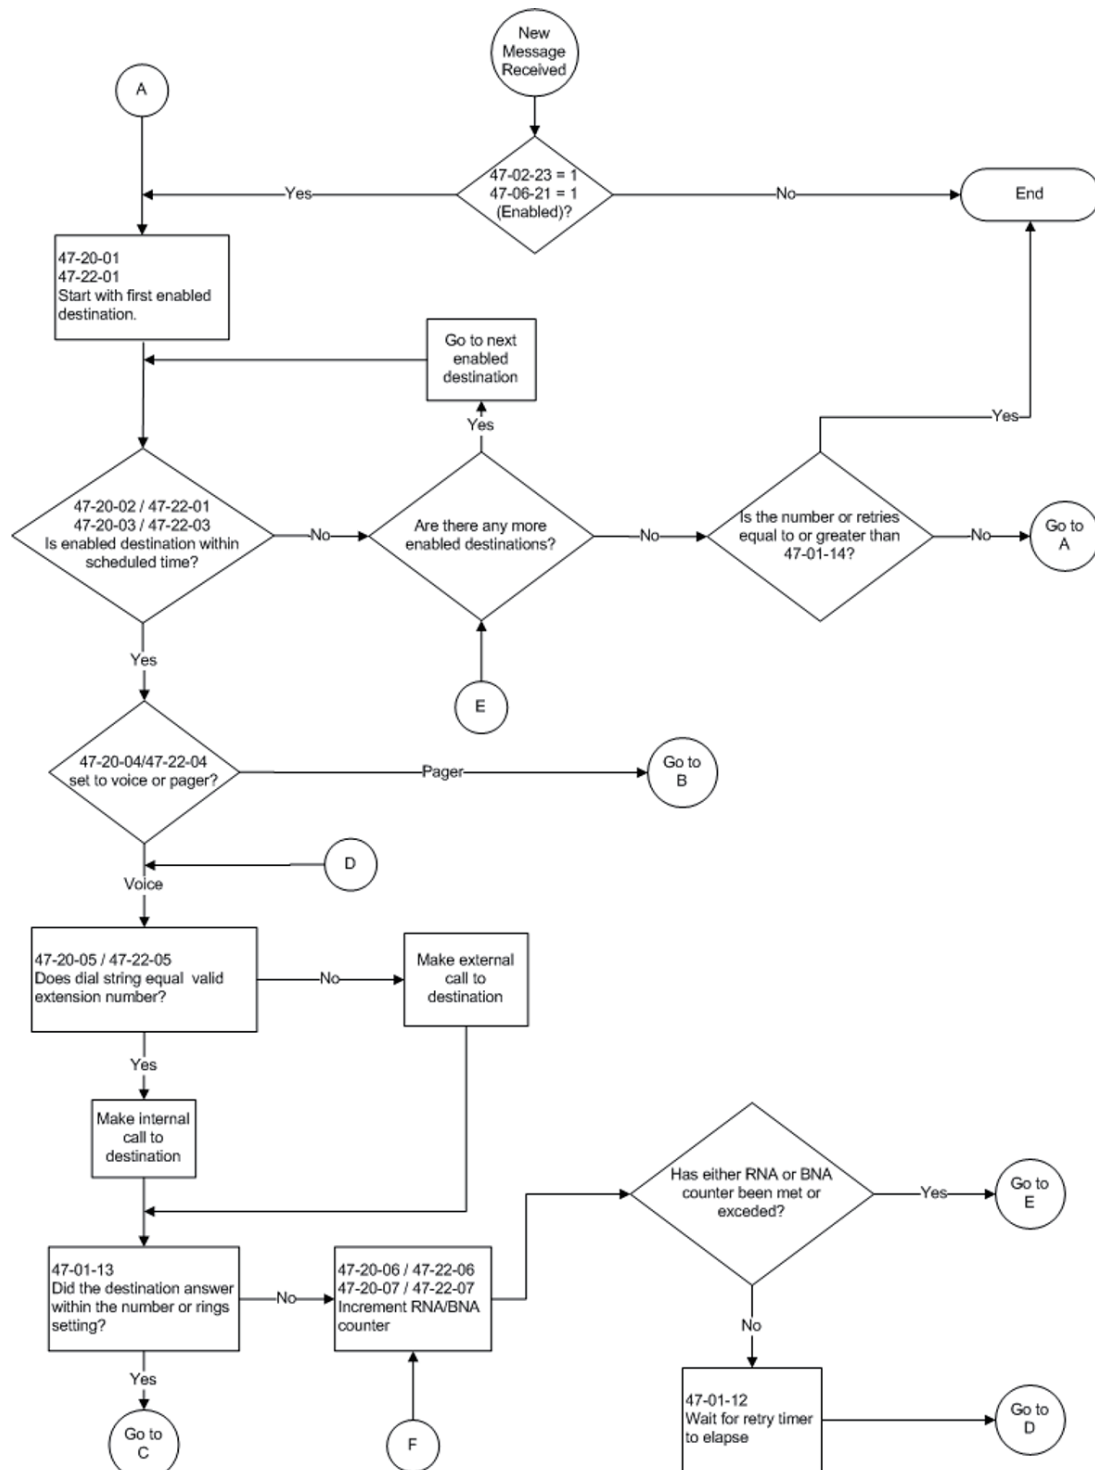 New
Message
Received
A
47-02-23 = 1
47-06-21 = 1
(Enabled)?
Yes
No
End
47-20-01
47-22-01
Start with first enabled
destination.
Go to next
enabled
destination
Yes
Yes
47-20-02 / 47-22-01
47-20-03 / 47-22-03
Is enabled destination within
scheduled time?
No
Are there any more
enabled destinations?
No
Is the number or retries
equal to or greater than
47-01-14?
No
Go to
A
Yes
E
47-20-04/47-22-04
set to voice or pager?
Pager
Go to
B
D
Voice
47-20-05 / 47-22-05
Does dial string equal valid
extension number?
No
Make external
call to
destination
Yes
Make internal
call to
destination
Has either RNA or BNA
counter been met or
exceded?
Yes
Go to
E
47-01-13
Did the destination answer
within the number or rings
setting?
No
47-20-06 / 47-22-06
47-20-07 / 47-22-07
Increment RNA/BNA
counter
No
Yes
Go to
C
F
47-01-12
Wait for retry timer
to elapse
Go to
D